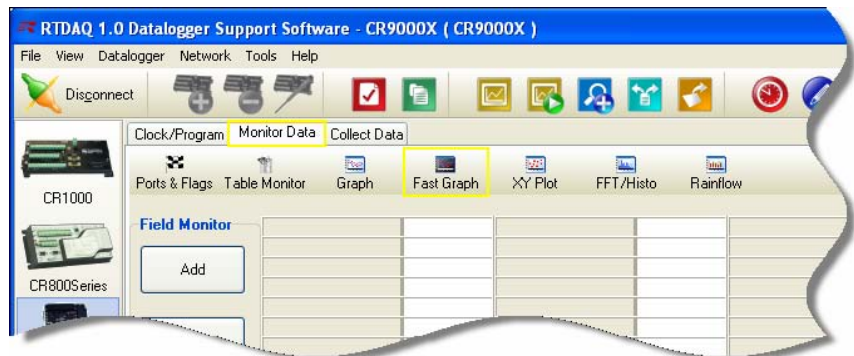 RTDAQ 1.0 Datalogger Support Software - CR9000X ( CR9000X )
File View Datalogger Network Tools Help
Disconnect
Clock/Program Monitor Data Collect Data
Ports & Flags Table Monitor Graph Fast Graph XY Plot FFT/Histo Rainflow
CR1000
Field Monitor
Add
CR800Series